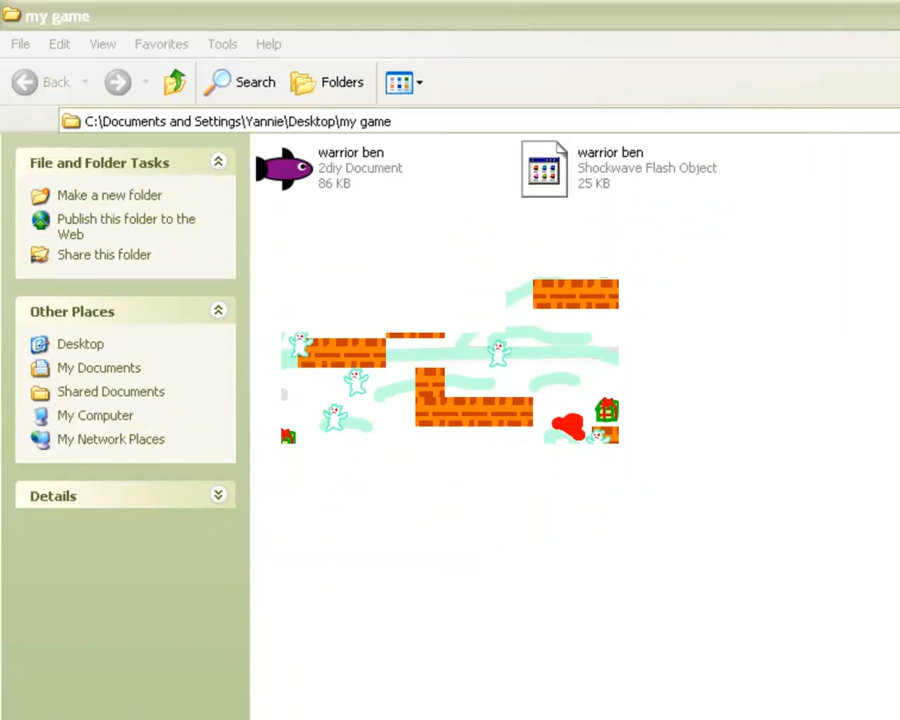 my game
File Edit View Favorites Tools Help
Back Search Folders
C:\Documents and Settings\Yannie\Desktop\my game
File and Folder Tasks
Make a new folder
Publish this folder to the
Web
Share this folder
Other Places
Desktop
My Documents
Shared Documents
My Computer
My Network Places
Details
warrior ben
2diy Document
86 KB
warrior ben
Shockwave Flash Object
25 KB